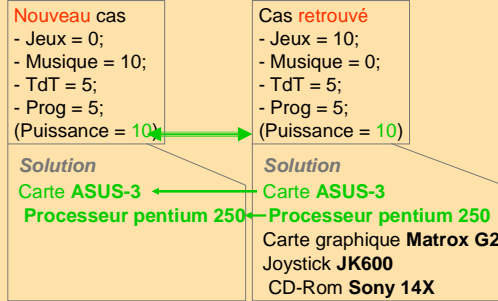 Nouveau cas
- Jeux = 0;
- Musique = 10;
- TdT = 5;
- Prog = 5;
(Puissance = 10)
Solution
Carte ASUS-3
Processeur pentium 250
Cas retrouvé
- Jeux = 10;
- Musique = 0;
- TdT = 5;
- Prog = 5;
(Puissance = 10)
Solution
Carte ASUS-3
Processeur pentium 250
Carte graphique Matrox G2
Joystick JK600
CD-Rom Sony 14X